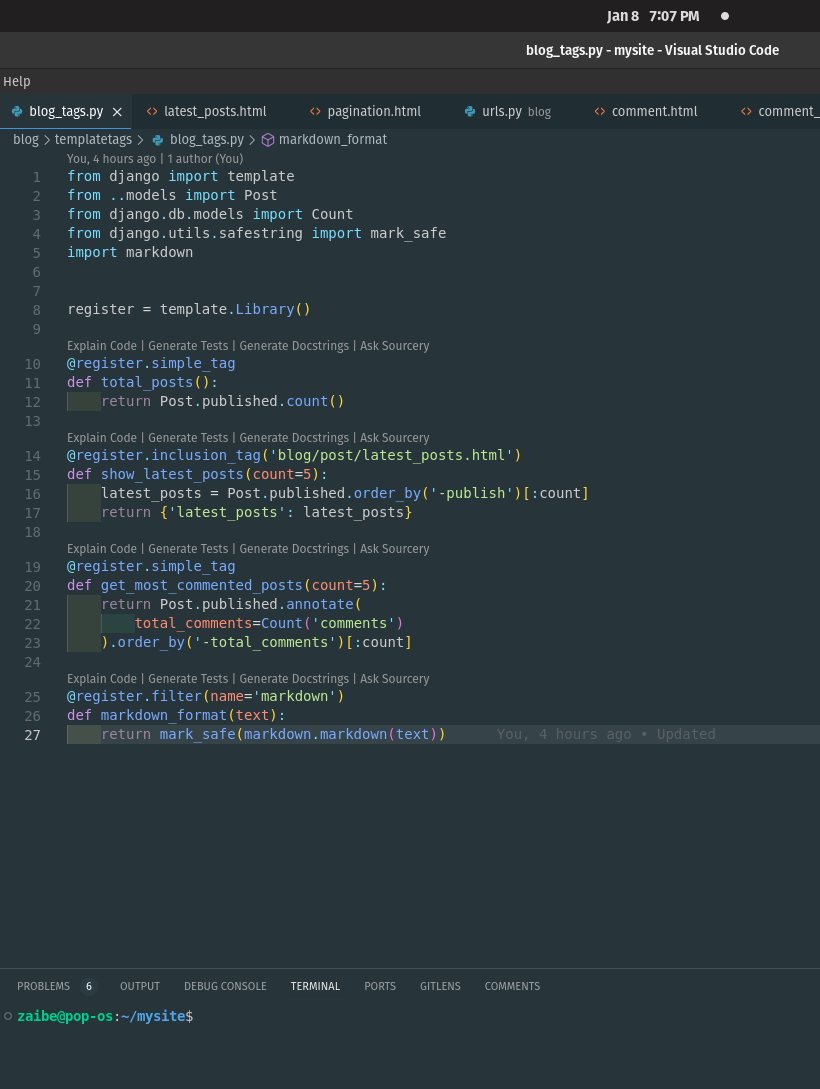 Jan 8 7:07 PM
blog_tags.py - mysite - Visual Studio Code
Help
blog_tags.py latest_posts.html pagination.html urls.py blog comment.html comment_
blog > templatetags > blog_tags.py > markdown_format
You, 4 hours ago | 1 author (You)
1 from django import template
2 from ..models import Post
3 from django.db.models import Count
4 from django.utils.safestring import mark_safe
5 import markdown
6
7
8 register = template.Library()
9
Explain Code | Generate Tests | Generate Docstrings | Ask Sourcery
10 @register.simple_tag
11 def total_posts():
12     return Post.published.count()
13
Explain Code | Generate Tests | Generate Docstrings | Ask Sourcery
14 @register.inclusion_tag('blog/post/latest_posts.html')
15 def show_latest_posts(count=5):
16     latest_posts = Post.published.order_by('-publish')[:count]
17     return {'latest_posts': latest_posts}
18
Explain Code | Generate Tests | Generate Docstrings | Ask Sourcery
19 @register.simple_tag
20 def get_most_commented_posts(count=5):
21     return Post.published.annotate(
22         total_comments=Count('comments')
23     ).order_by('-total_comments')[:count]
24
Explain Code | Generate Tests | Generate Docstrings | Ask Sourcery
25 @register.filter(name='markdown')
26 def markdown_format(text):
27     return mark_safe(markdown.markdown(text)) You, 4 hours ago • Updated
PROBLEMS 6 OUTPUT DEBUG CONSOLE TERMINAL PORTS GITLENS COMMENTS
zaibe@pop-os:~/mysite$